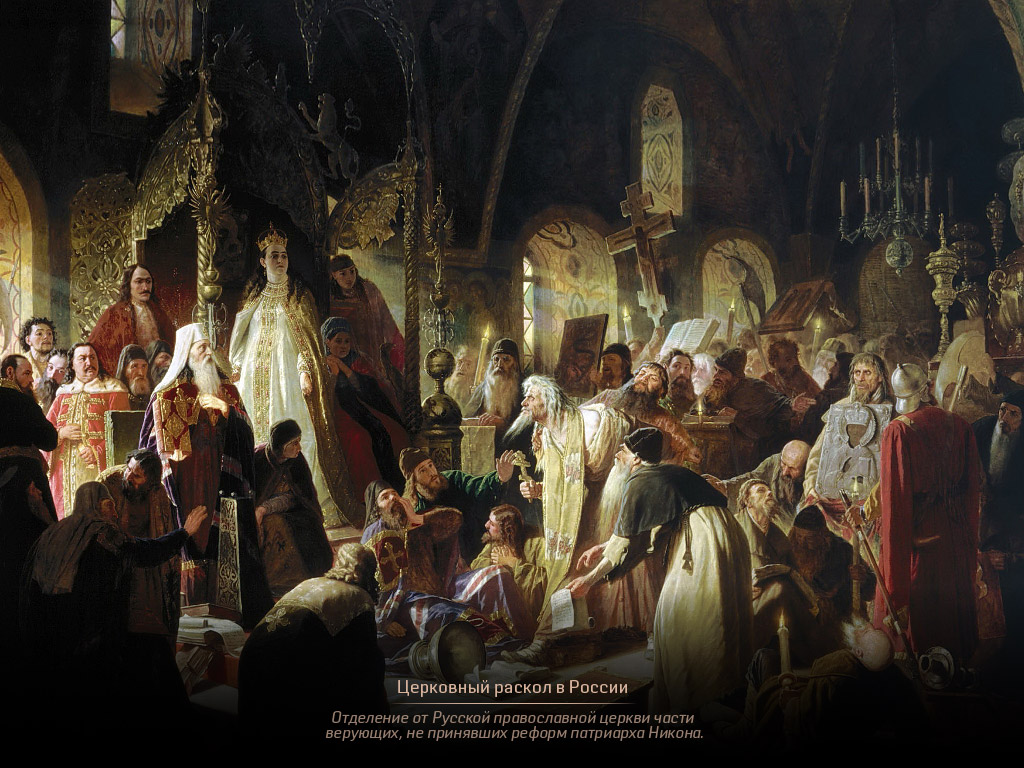 Церковный раскол в России
Отделение от Русской православной церкви части
верующих, не принявших реформ патриарха Никона.